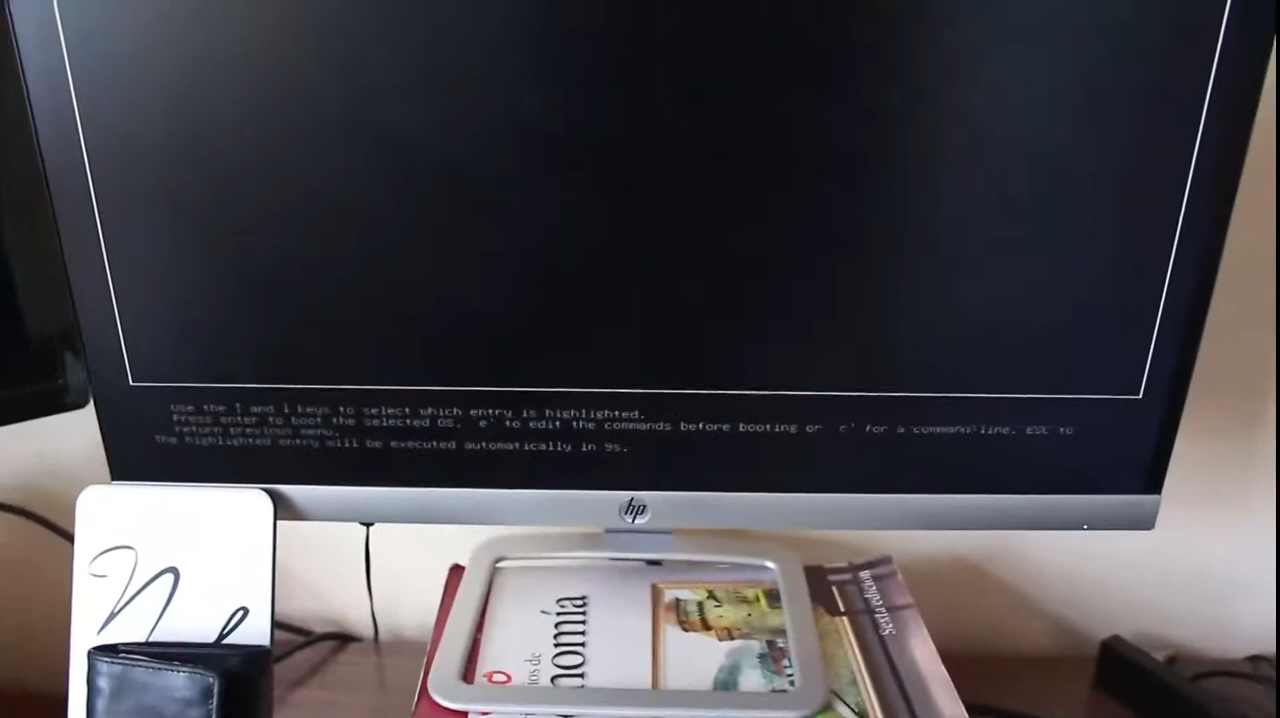 Use the ↑ and ↓ keys to select which entry is highlighted.
Press enter to boot the selected OS, `e' to edit the commands before booting or `c' for a command-line. ESC to
return previous menu.
The highlighted entry will be executed automatically in 9s.
hp
ios de
nomía
Sexta edición